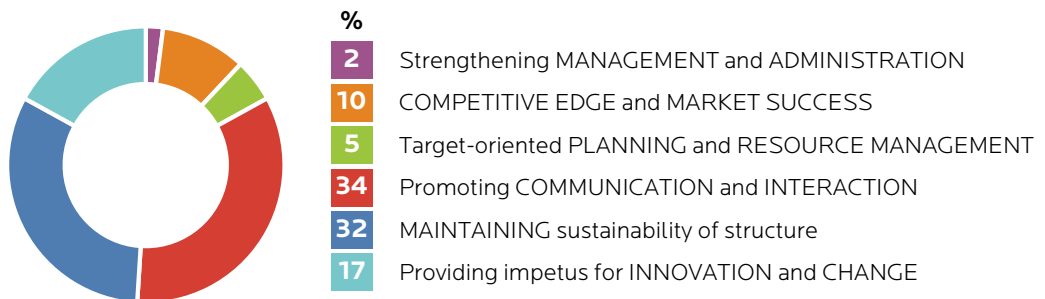 %
2 Strengthening MANAGEMENT and ADMINISTRATION
10 COMPETITIVE EDGE and MARKET SUCCESS
5 Target-oriented PLANNING and RESOURCE MANAGEMENT
34 Promoting COMMUNICATION and INTERACTION
32 MAINTAINING sustainability of structure
17 Providing impetus for INNOVATION and CHANGE